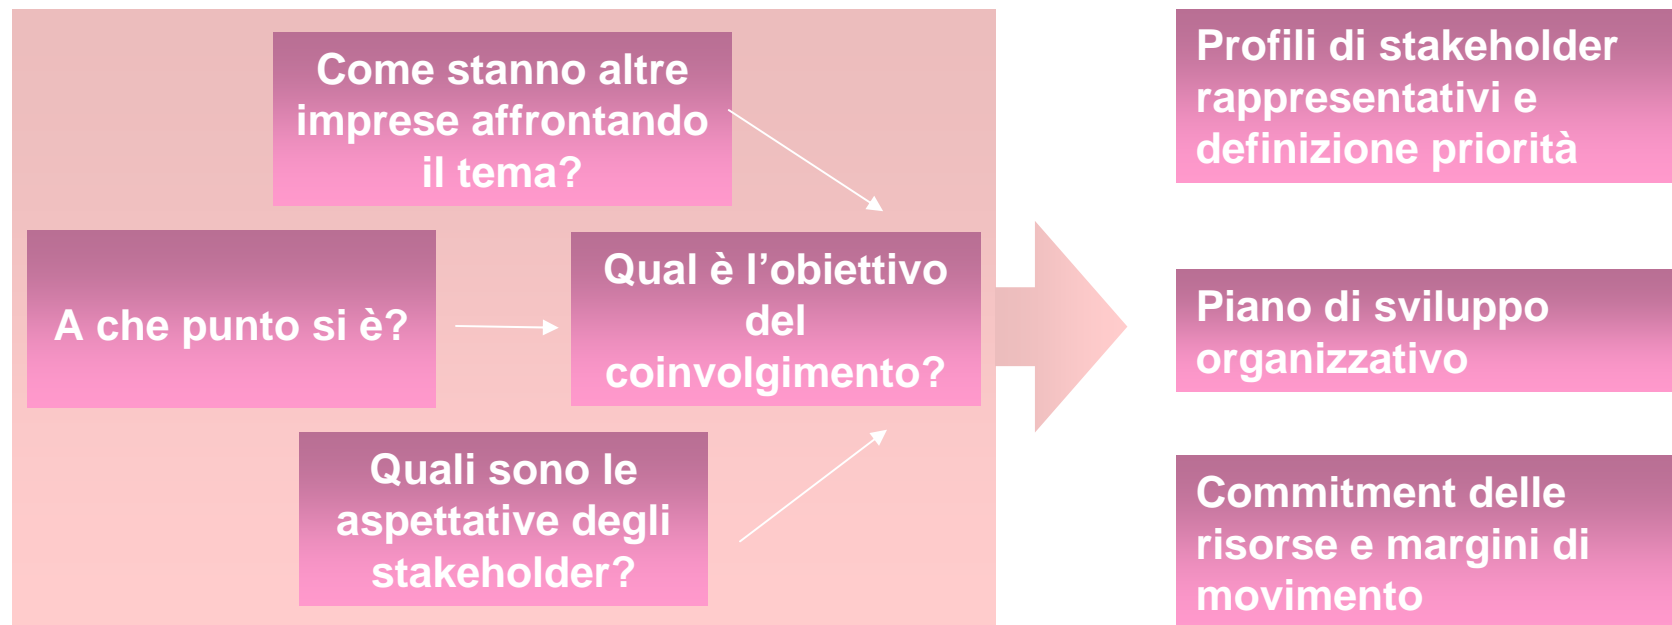 Come stanno altre
imprese affrontando
il tema?
A che punto si è?
Qual è l’obiettivo
del
coinvolgimento?
Quali sono le
aspettative degli
stakeholder?
Profili di stakeholder
rappresentativi e
definizione priorità
Piano di sviluppo
organizzativo
Commitment delle
risorse e margini di
movimento